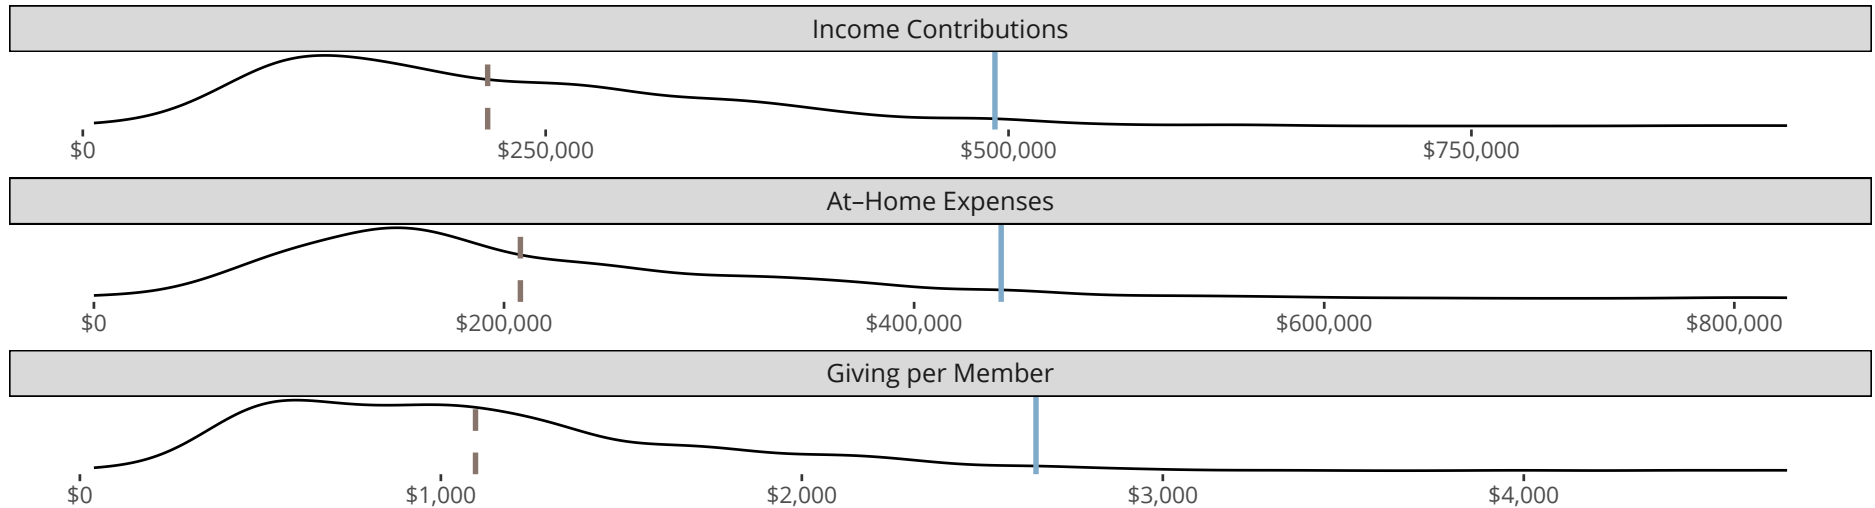 Income Contributions
$0 $250,000 $500,000 $750,000
At–Home Expenses
$0 $200,000 $400,000 $600,000 $800,000
Giving per Member
$0 $1,000 $2,000 $3,000 $4,000